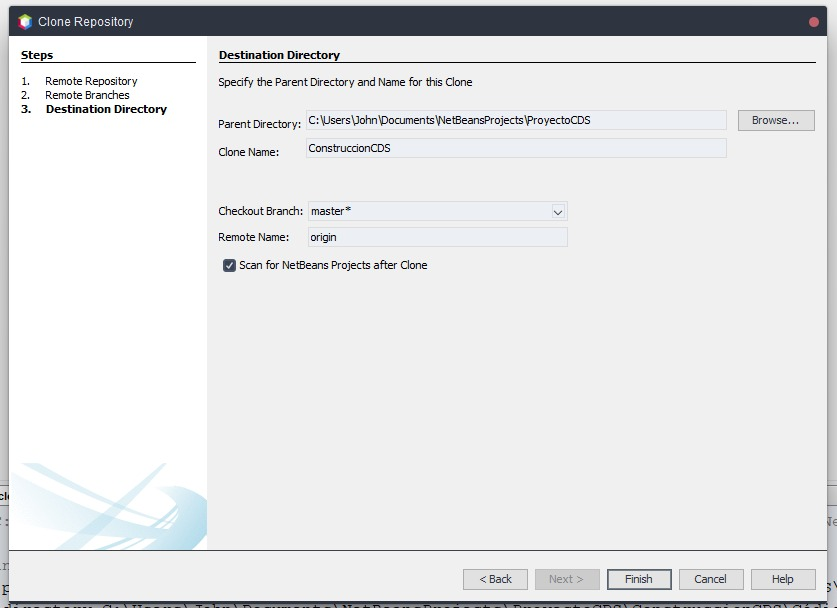 Clone Repository
Steps
1. Remote Repository
2. Remote Branches
3. Destination Directory
Destination Directory
Specify the Parent Directory and Name for this Clone
Parent Directory: C:\Users\John\Documents\NetBeansProjects\ProyectoCDS Browse...
Clone Name: ConstruccionCDS
Checkout Branch: master*
Remote Name: origin
Scan for NetBeans Projects after Clone
< Back Next > Finish Cancel Help